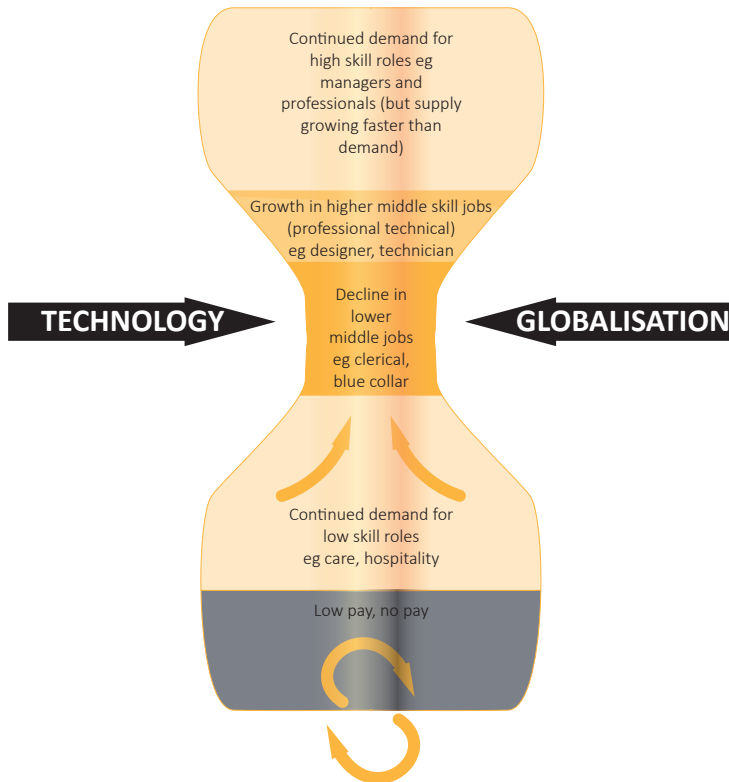 Continued demand for
high skill roles eg
managers and
professionals (but supply
growing faster than
demand)
Growth in higher middle skill jobs
(professional technical)
eg designer, technician
Decline in
lower
middle jobs
eg clerical,
blue collar
TECHNOLOGY
GLOBALISATION
Continued demand for
low skill roles
eg care, hospitality
Low pay, no pay